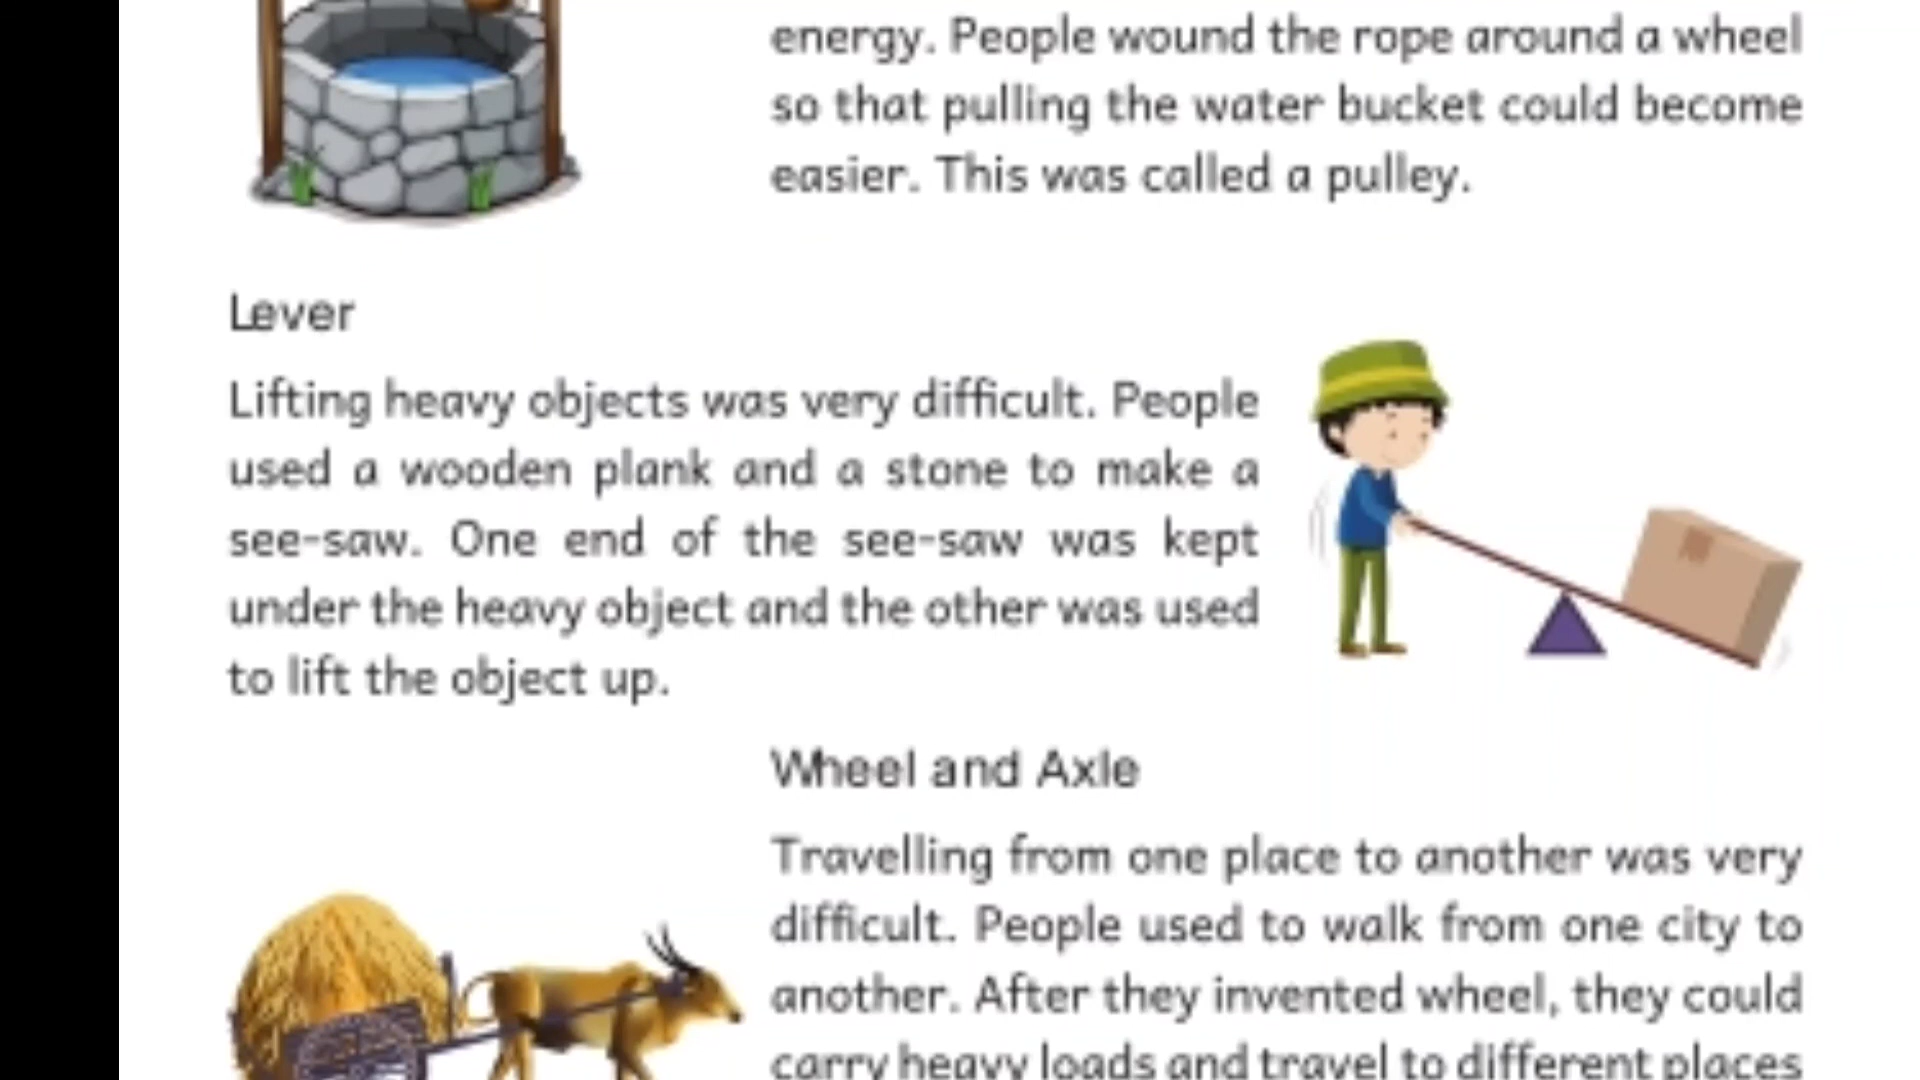 energy. People wound the rope around a wheel
so that pulling the water bucket could become
easier. This was called a pulley.
Lever
Lifting heavy objects was very difficult. People
used a wooden plank and a stone to make a
see-saw. One end of the see-saw was kept
under the heavy object and the other was used
to lift the object up.
Wheel and Axle
Travelling from one place to another was very
difficult. People used to walk from one city to
another. After they invented wheel, they could
carry heavy loads and travel to different places